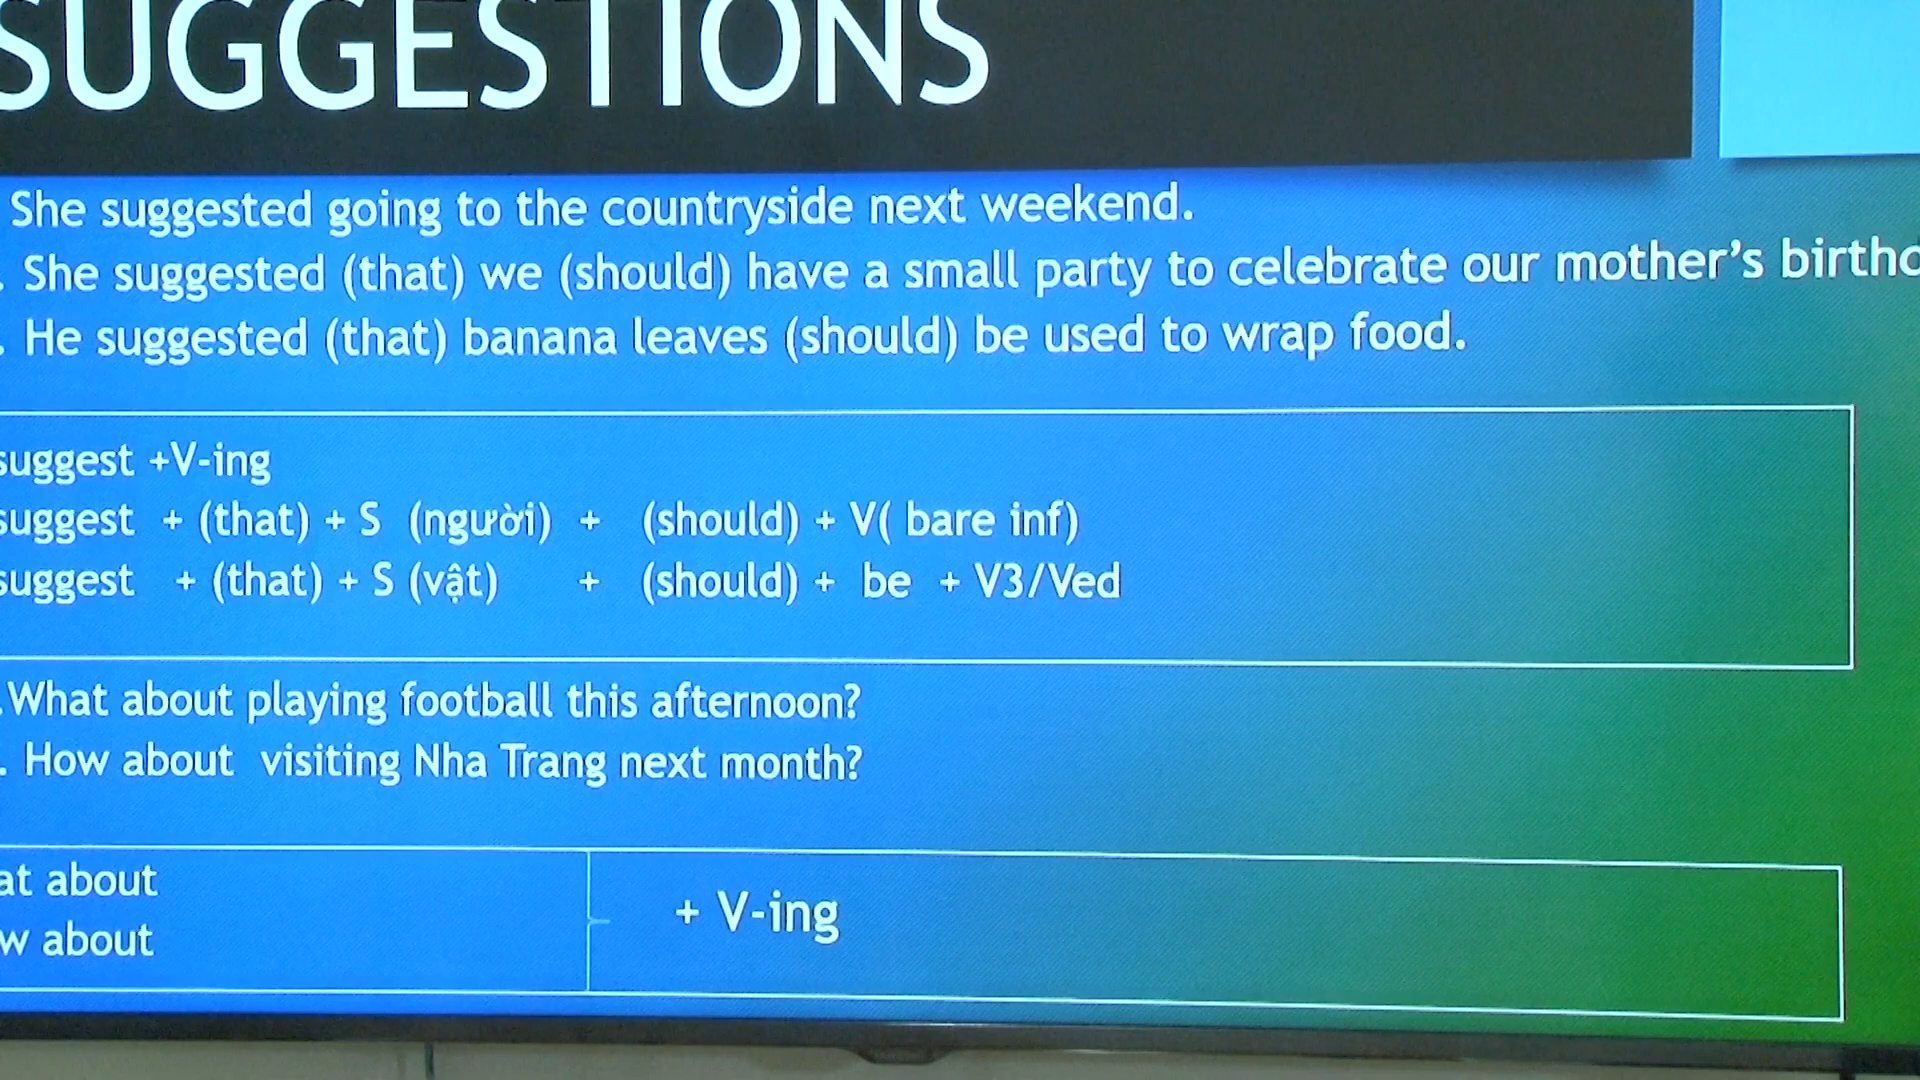 SUGGESTIONS
She suggested going to the countryside next weekend.
. She suggested (that) we (should) have a small party to celebrate our mother's
. He suggested (that) banana leaves (should) be used to wrap food.
suggest +V-ing
suggest + (that) + S (người) + (should) + V( bare inf)
suggest + (that) + S (vật) + (should) + be + V3/Ved
.What about playing football this afternoon?
. How about visiting Nha Trang next month?
about
about
+ V-ing